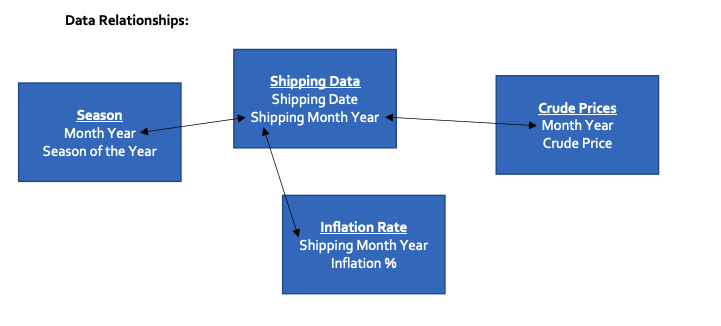 Data Relationships:
Season
Month Year
Season of the Year
Shipping Data
Shipping Date
Shipping Month Year
Crude Prices
Month Year
Crude Price
Inflation Rate
Shipping Month Year
Inflation %